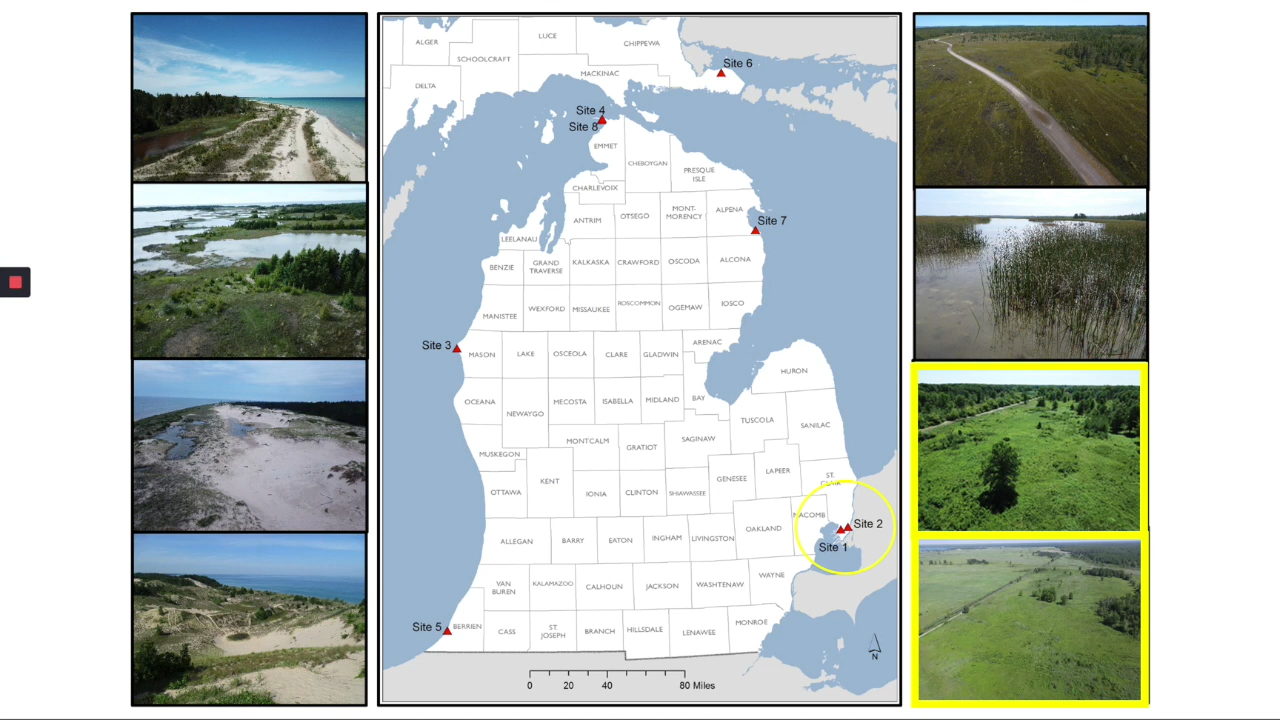 ALGER
LUCE
CHIPPEWA
SCHOOLCRAFT
Site 6
MACKINAC
DELTA
Site 4
Site 8
EMMET
CHEBOYGAN
PRESQUE
ISLE
CHARLEVOIX
ANTRIM
OTSEGO
MONT-
MORENCY
ALPENA
Site 7
LEELANAU
BENZIE
GRAND
TRAVERSE
KALKASKA
CRAWFORD
OSCODA
ALCONA
MANISTEE
WEXFORD
MISSAUKEE
ROSCOMMON
OGEMAW
IOSCO
Site 3
MASON
LAKE
OSCEOLA
CLARE
GLADWIN
ARENAC
HURON
OCEANA
NEWAYGO
MECOSTA
ISABELLA
MIDLAND
BAY
TUSCOLA
SANILAC
MUSKEGON
MONTCALM
GRATIOT
SAGINAW
OTTAWA
KENT
IONIA
CLINTON
SHIAWASSEE
GENESEE
LAPEER
ST.
CLAIR
MACOMB
Site 2
ALLEGAN
BARRY
EATON
INGHAM
LIVINGSTON
OAKLAND
Site 1
VAN
BUREN
KALAMAZOO
CALHOUN
JACKSON
WASHTENAW
WAYNE
Site 5
BERRIEN
CASS
ST.
JOSEPH
BRANCH
HILLSDALE
LENAWEE
MONROE
N
0 20 40 80 Miles